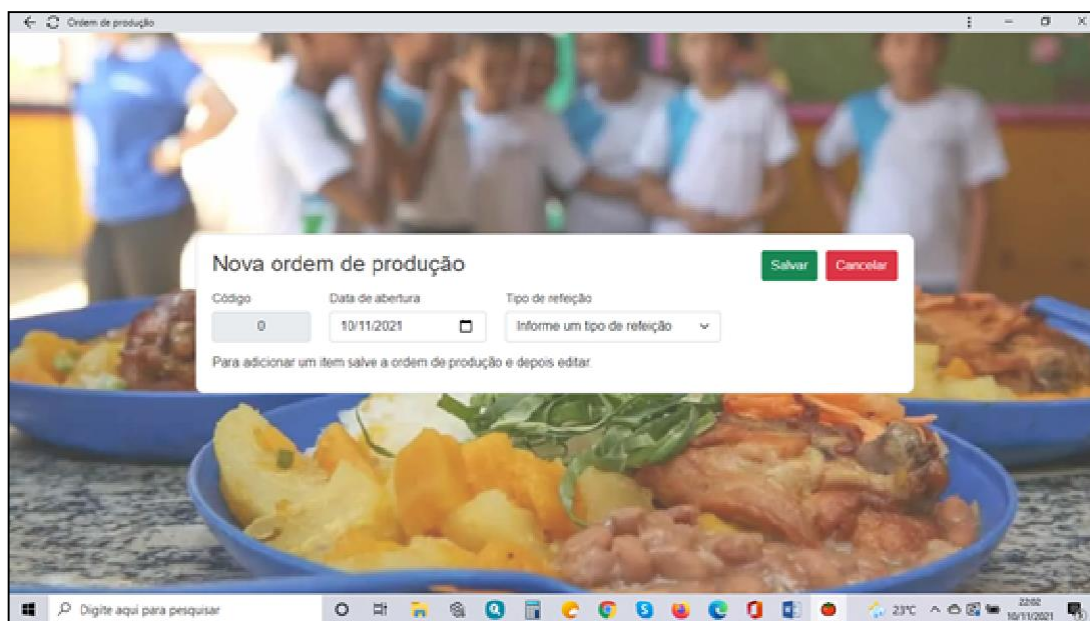 Ordem de produção
Nova ordem de produção
Salvar
Cancelar
Código
Data de abertura
Tipo de refeição
0
10/11/2021
Informe um tipo de refeição
Para adicionar um item salve a ordem de produção e depois editar
Digite aqui para pesquisar
23°C
22:02
10/11/2021